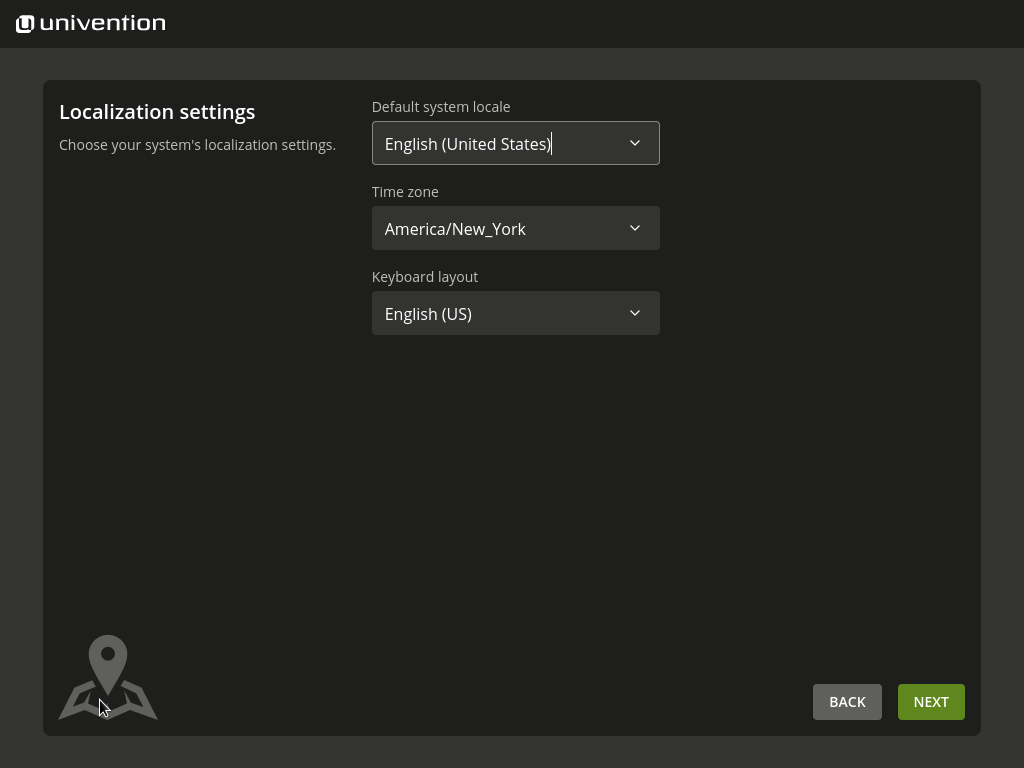 univention
Localization settings
Choose your system's localization settings.
Default system locale
English (United States)
Time zone
America/New_York
Keyboard layout
English (US)
BACK
NEXT